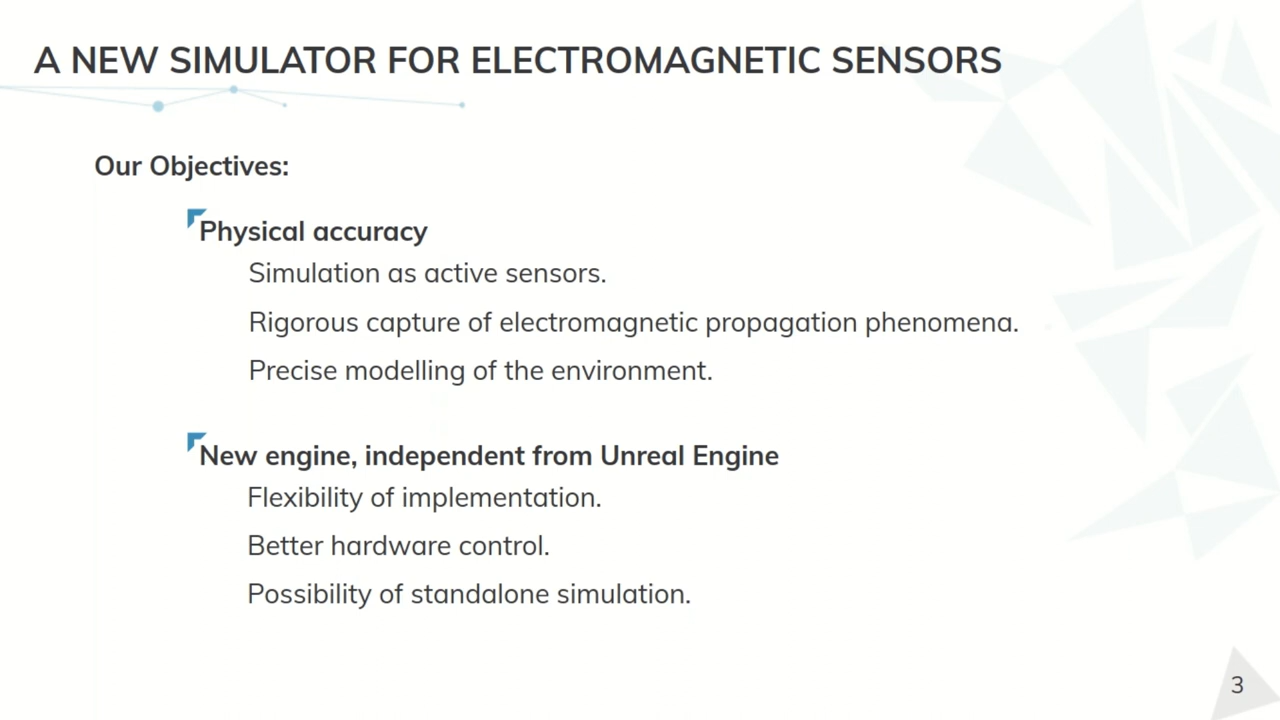 A NEW SIMULATOR FOR ELECTROMAGNETIC SENSORS
Our Objectives:
Physical accuracy
Simulation as active sensors.
Rigorous capture of electromagnetic propagation phenomena.
Precise modelling of the environment.
New engine, independent from Unreal Engine
Flexibility of implementation.
Better hardware control.
Possibility of standalone simulation.
3